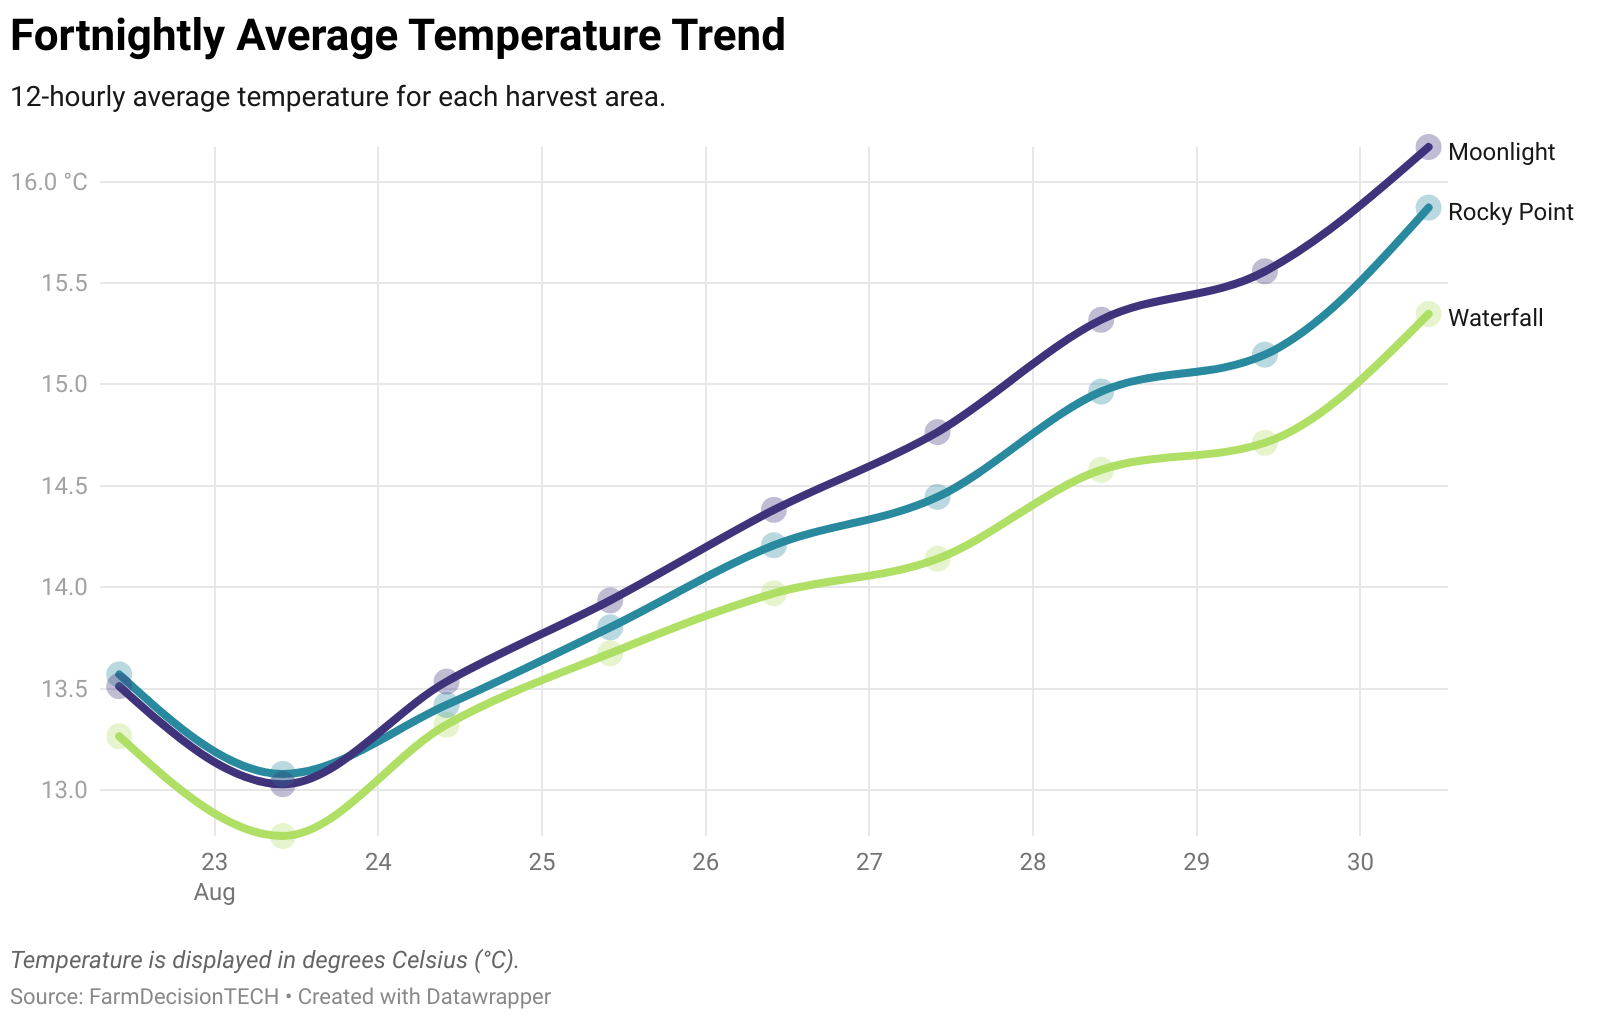 Fortnightly Average Temperature Trend
12-hourly average temperature for each harvest area.
Moonlight
16.0 °C
Rocky Point
15.5
Waterfall
15.0
14.5
14.0
13.5
13.0
23 24 25 26 27 28 29 30
Aug
Temperature is displayed in degrees Celsius (°C).
Source: FarmDecisionTECH • Created with Datawrapper